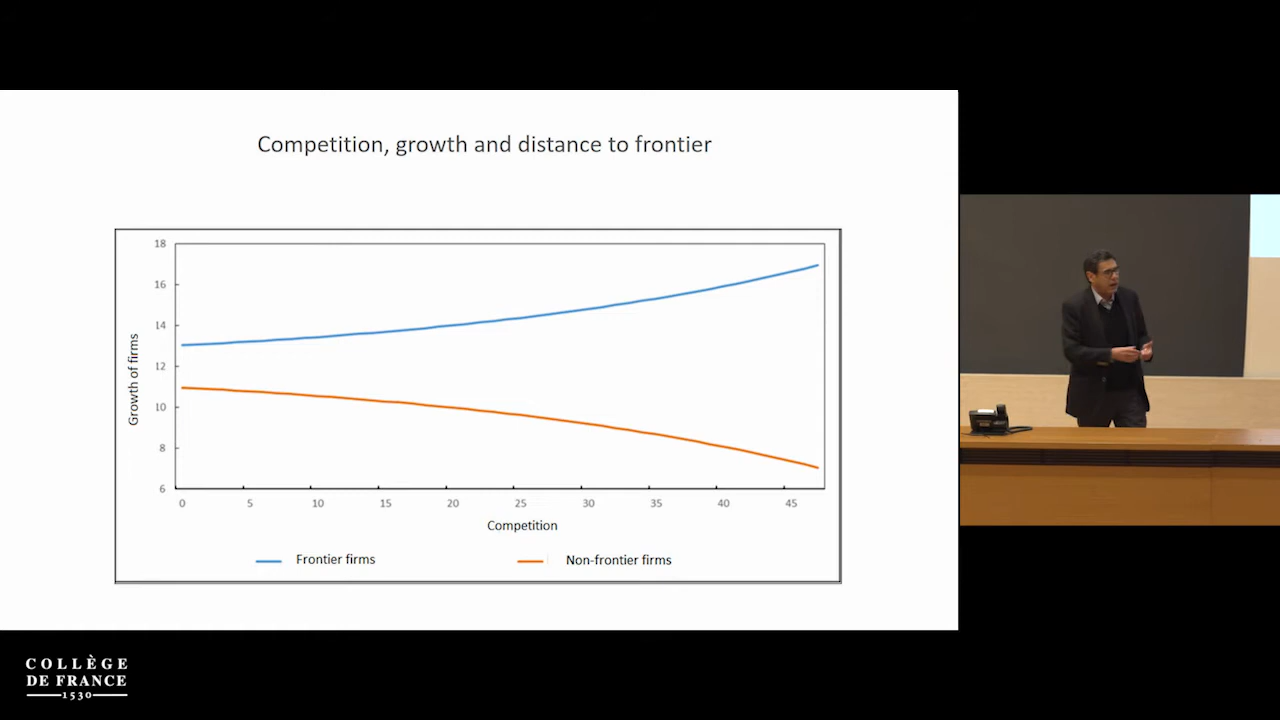 Competition, growth and distance to frontier
18
16
14
12
10
8
6
Growth of firms
0 5 10 15 20 25 30 35 40 45
Competition
Frontier firms Non-frontier firms
COLLÈGE
DE FRANCE
1530